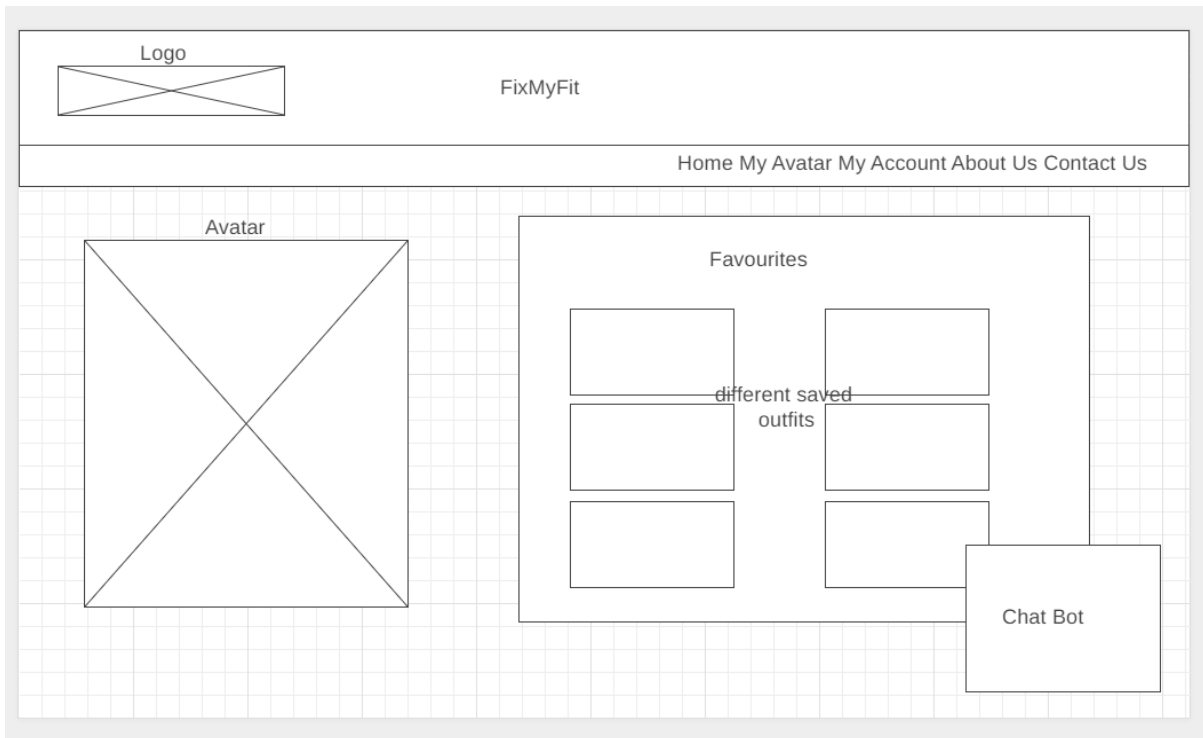 Logo
FixMyFit
Home My Avatar My Account About Us Contact Us
Avatar
Favourites
different saved
outfits
Chat Bot